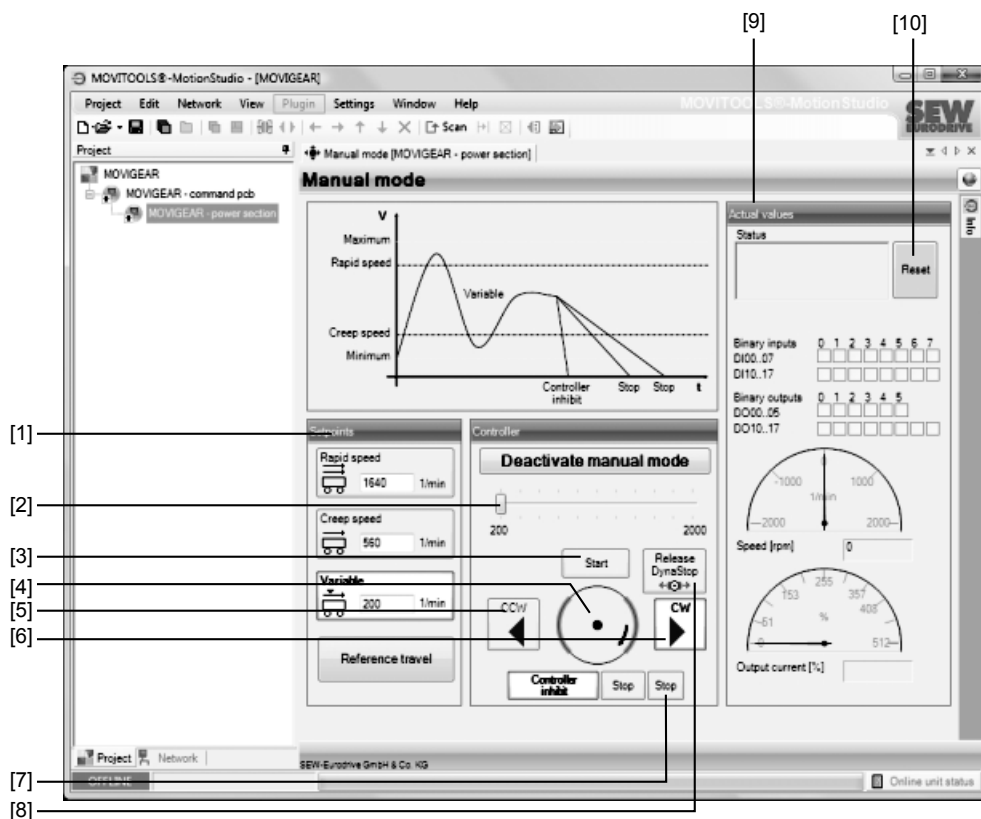 [9]
[10]
MOVITOOLS®-MotionStudio - [MOVIGEAR]
Project Edit Network View Plugin Settings Window Help
MOVITOOLS®-MotionStudio
SEW
EURODRIVE
Scan
Project
Manual mode [MOVIGEAR - power section]
MOVIGEAR
MOVIGEAR - command pcb
MOVIGEAR - power section
Manual mode
Info
V
Maximum
Rapid speed
Variable
Creep speed
Minimum
Controller
inhibit
Stop
Stop
t
Actual values
Status
Reset
Binary inputs 0 1 2 3 4 5 6 7
DI00..07
DI10..17
Binary outputs 0 1 2 3 4 5
DO00..05
DO10..17
[1]
Setpoints
Rapid speed
1640 1/min
Creep speed
560 1/min
Variable
200 1/min
Reference travel
Controller
Deactivate manual mode
[2]
200 2000
[3]
Start
Release
DynaStop
[4]
[5]
CCW
[6]
CW
Controller
inhibit
Stop
Stop
0
-1000 1000
1/min
-2000 2000
Speed [rpm] 0
255
153 357
408
51 %
0 512
Output current [%]
Project Network
SEW-Eurodrive GmbH & Co. KG
[7]
OFFLINE
Online unit status
[8]